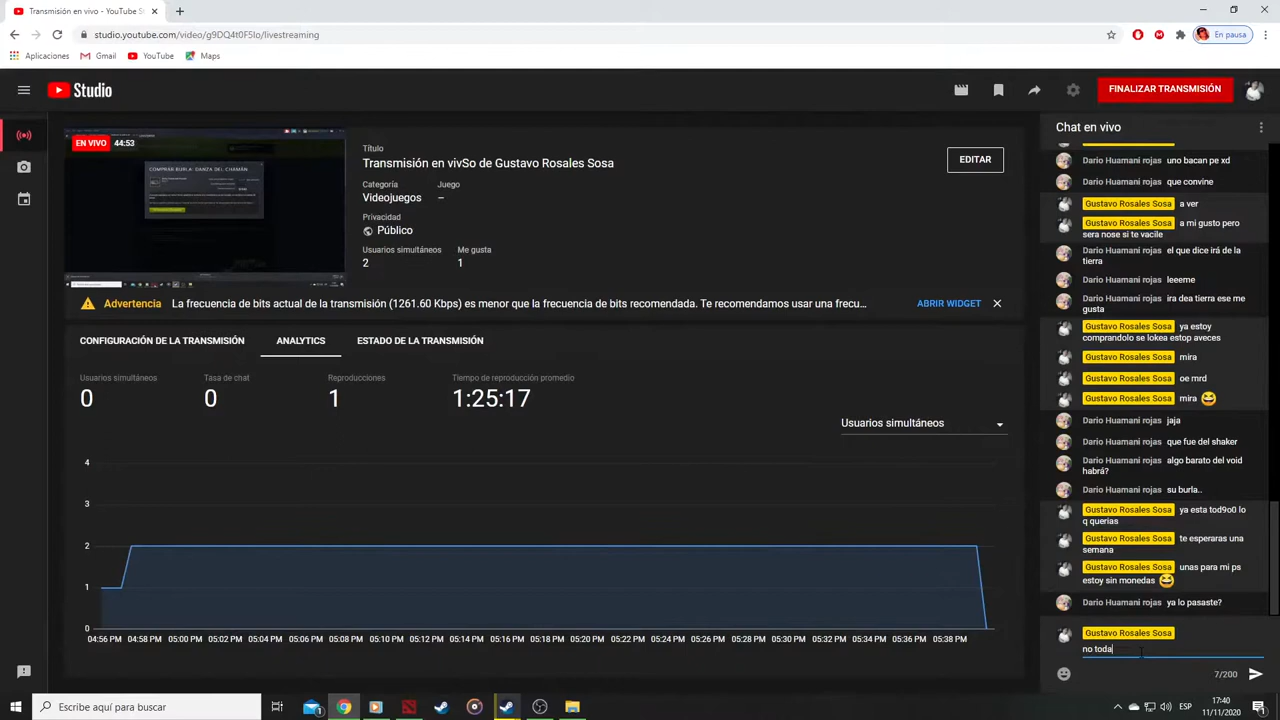 Transmisión en vivo - YouTube S
studio.youtube.com/video/g9DQ4t0F5Io/livestreaming
En pausa
Aplicaciones
Gmail
YouTube
Maps
Studio
FINALIZAR TRANSMISIÓN
EN VIVO 44:53
COMPRAR BURLA: DANZA DEL CHAMÁN
Título
Transmisión en vivSo de Gustavo Rosales Sosa
Categoría Juego
Videojuegos –
Privacidad
Público
Usuarios simultáneos Me gusta
2 1
EDITAR
Advertencia La frecuencia de bits actual de la transmisión (1261.60 Kbps) es menor que la frecuencia de bits recomendada. Te recomendamos usar una frecu...
ABRIR WIDGET
CONFIGURACIÓN DE LA TRANSMISIÓN ANALYTICS ESTADO DE LA TRANSMISIÓN
Usuarios simultáneos Tasa de chat Reproducciones Tiempo de reproducción promedio
0 0 1 1:25:17
Usuarios simultáneos
4
3
2
1
0
04:56 PM 04:58 PM 05:00 PM 05:02 PM 05:04 PM 05:06 PM 05:08 PM 05:10 PM 05:12 PM 05:14 PM 05:16 PM 05:18 PM 05:20 PM 05:22 PM 05:24 PM 05:26 PM 05:28 PM 05:30 PM 05:32 PM 05:34 PM 05:36 PM 05:38 PM
Chat en vivo
Dario Huamani rojas uno bacan pe xd
Dario Huamani rojas que convine
Gustavo Rosales Sosa a ver
Gustavo Rosales Sosa a mi gusto pero
sera nose si te vacile
Dario Huamani rojas el que dice irá de la
tierra
Dario Huamani rojas leeeme
Dario Huamani rojas ira dea tierra ese me
gusta
Gustavo Rosales Sosa ya estoy
comprandolo se lokea estop aveces
Gustavo Rosales Sosa mira
Gustavo Rosales Sosa oe mrd
Gustavo Rosales Sosa mira 😆
Dario Huamani rojas jaja
Dario Huamani rojas que fue del shaker
Dario Huamani rojas algo barato del void
habrá?
Dario Huamani rojas su burla..
Gustavo Rosales Sosa ya esta tod9o0 lo
q querias
Gustavo Rosales Sosa te esperaras una
semana
Gustavo Rosales Sosa unas para mi ps
estoy sin monedas 😆
Dario Huamani rojas ya lo pasaste?
Gustavo Rosales Sosa
no toda
7/200
Escribe aquí para buscar
ESP
17:40
11/11/2020